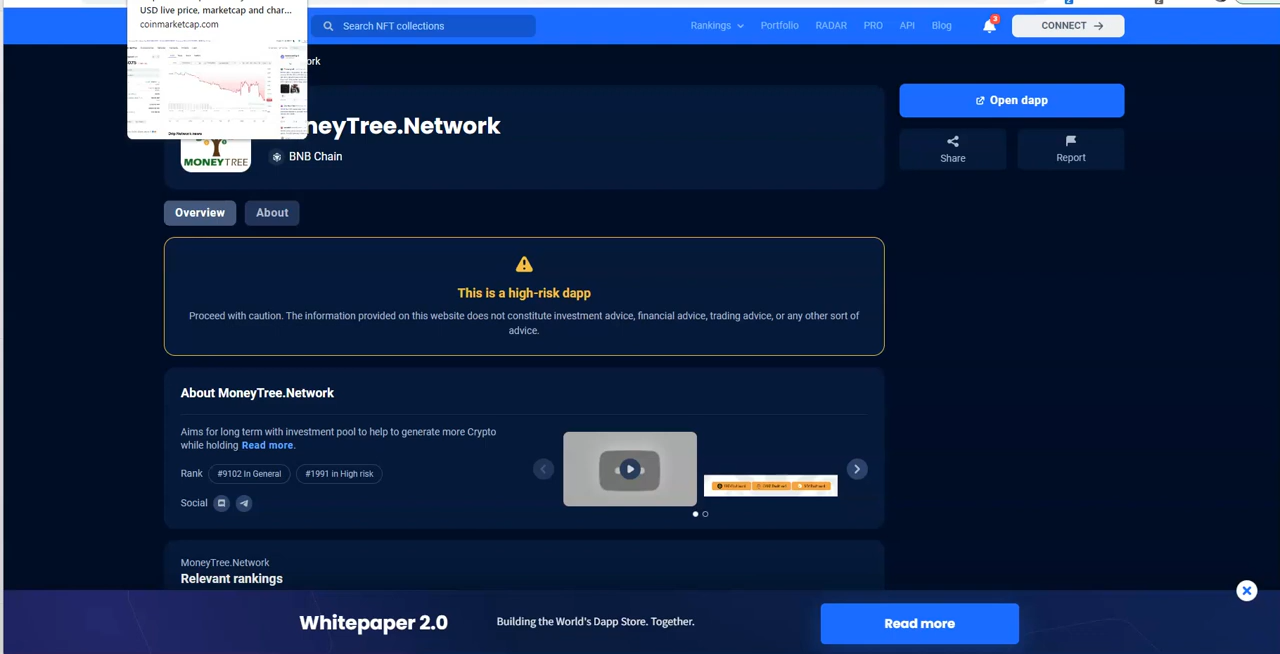 USD live price, marketcap and char...
coinmarketcap.com
Search NFT collections
Rankings
Portfolio
RADAR
PRO
API
Blog
3
CONNECT
ork
neyTree.Network
MONEYTREE
BNB Chain
Open dapp
Share
Report
Overview
About
This is a high-risk dapp
Proceed with caution. The information provided on this website does not constitute investment advice, financial advice, trading advice, or any other sort of
advice.
About MoneyTree.Network
Aims for long term with investment pool to help to generate more Crypto
while holding Read more.
Rank
#9102 In General
#1991 in High risk
Social
MoneyTree.Network
Relevant rankings
Whitepaper 2.0
Building the World's Dapp Store. Together.
Read more